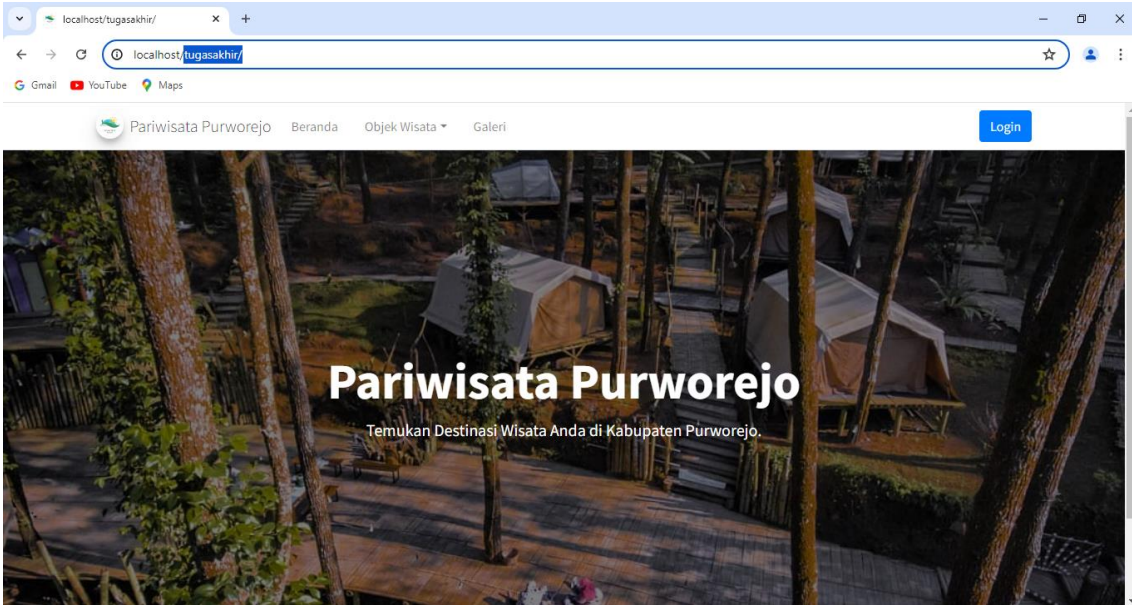 localhost/tugasakhir/
localhost/tugasakhir/
Gmail YouTube Maps
Pariwisata Purworejo Beranda Objek Wisata Galeri Login
Pariwisata Purworejo
Temukan Destinasi Wisata Anda di Kabupaten Purworejo.